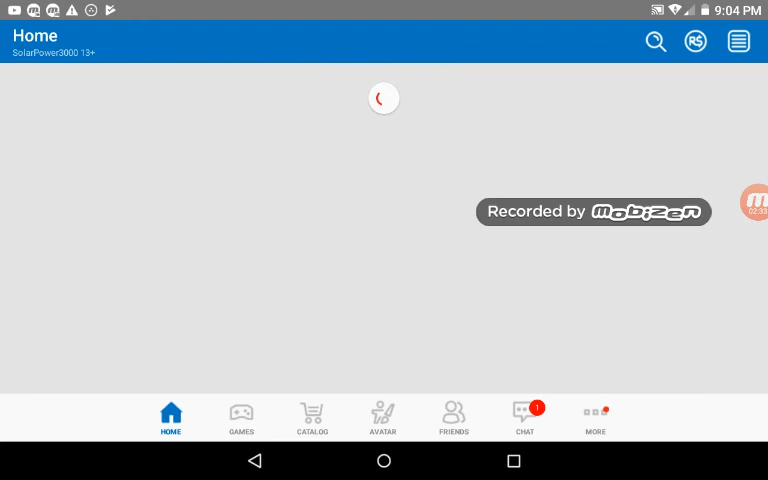 9:04 PM
Home
SolarPower3000 13+
R$
Recorded by mobizen
m
02:33
HOME
GAMES
CATALOG
AVATAR
FRIENDS
1
CHAT
MORE